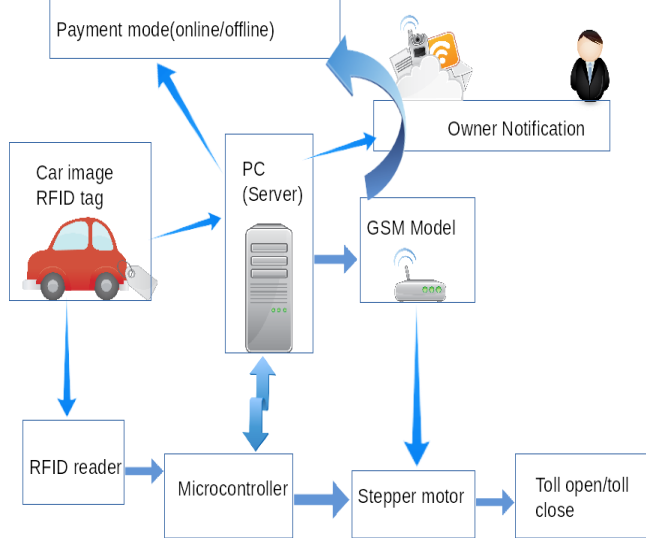 Payment mode(online/offline)
Owner Notification
Car image
RFID tag
PC
(Server)
GSM Model
RFID reader
Microcontroller
Stepper motor
Toll open/toll
close